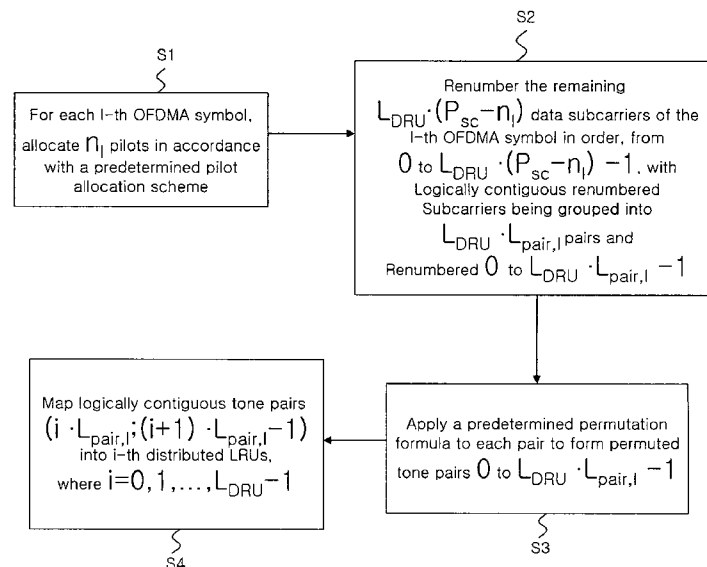 S1
For each l-th OFDMA symbol,
allocate n_l pilots in accordance
with a predetermined pilot
allocation scheme
S2
Renumber the remaining
L_DRU·(P_sc-n_l) data subcarriers of the
l-th OFDMA symbol in order, from
0 to L_DRU·(P_sc-n_l) -1, with
Logically contiguous renumbered
Subcarriers being grouped into
L_DRU·L_pair,l pairs and
Renumbered 0 to L_DRU·L_pair,l -1
Apply a predetermined permutation
formula to each pair to form permuted
tone pairs 0 to L_DRU·L_pair,l -1
S3
Map logically contiguous tone pairs
(i·L_pair,l;(i+1)·L_pair,l-1)
into i-th distributed LRUs,
where i=0,1,...,L_DRU-1
S4